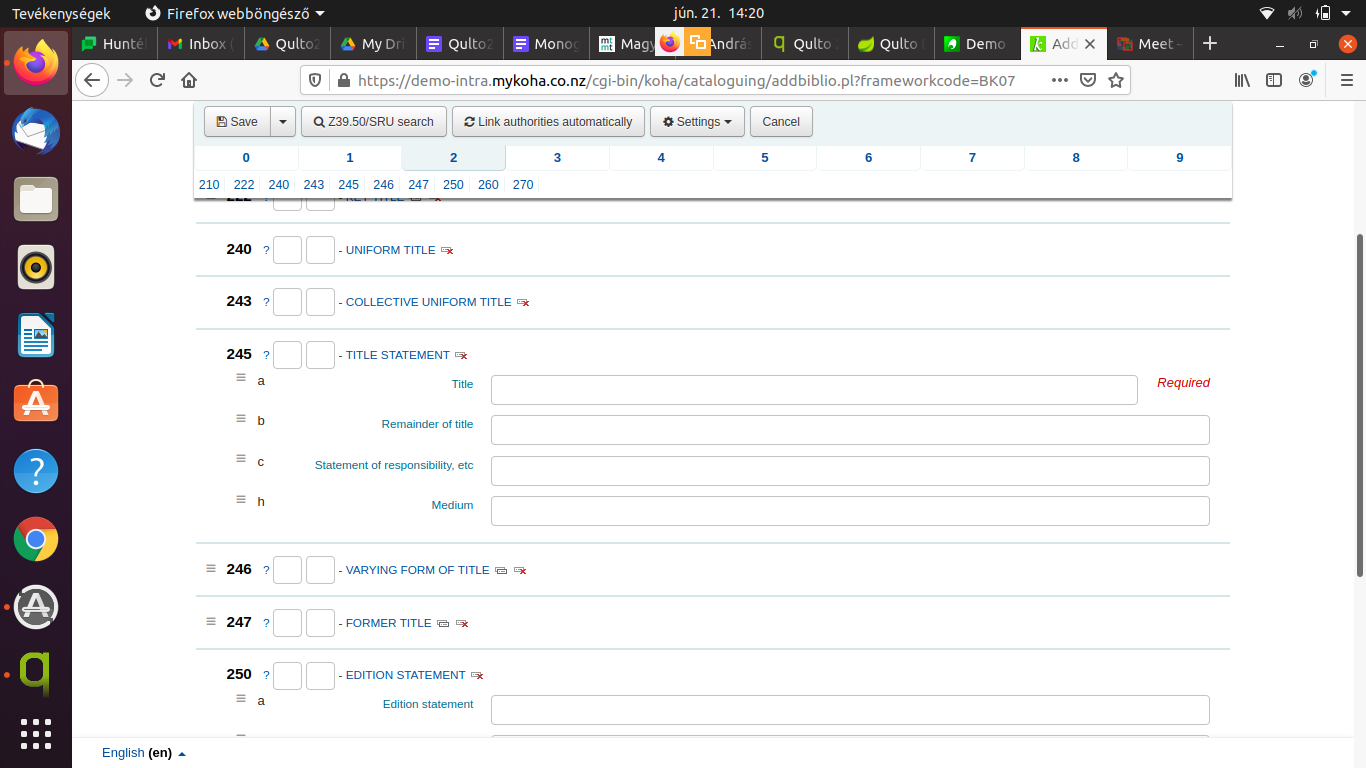 Tevékenységek Firefox webböngésző jún. 21. 14:20
Hunté Inbox ( Qulto2 My Dri Qulto2 Monog Magy András Qulto Qulto Demo Add Meet
https://demo-intra.mykoha.co.nz/cgi-bin/koha/cataloguing/addbiblio.pl?frameworkcode=BK07
Save Z39.50/SRU search Link authorities automatically Settings Cancel
0 1 2 3 4 5 6 7 8 9
210 222 240 243 245 246 247 250 260 270
222 ? - KEY TITLE
240 ? - UNIFORM TITLE
243 ? - COLLECTIVE UNIFORM TITLE
245 ? - TITLE STATEMENT
a Title Required
b Remainder of title
c Statement of responsibility, etc
h Medium
246 ? - VARYING FORM OF TITLE
247 ? - FORMER TITLE
250 ? - EDITION STATEMENT
a Edition statement
English (en)